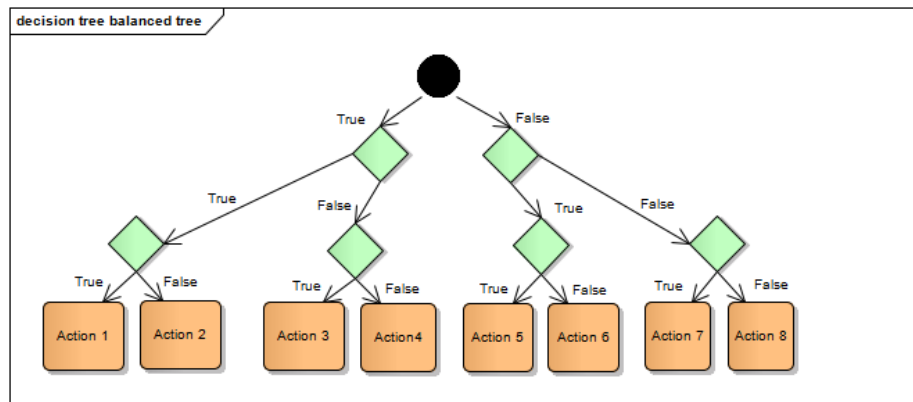 decision tree balanced tree
True
False
True
False
True
False
True
False
True
False
True
False
True
False
Action 1
Action 2
Action 3
Action4
Action 5
Action 6
Action 7
Action 8